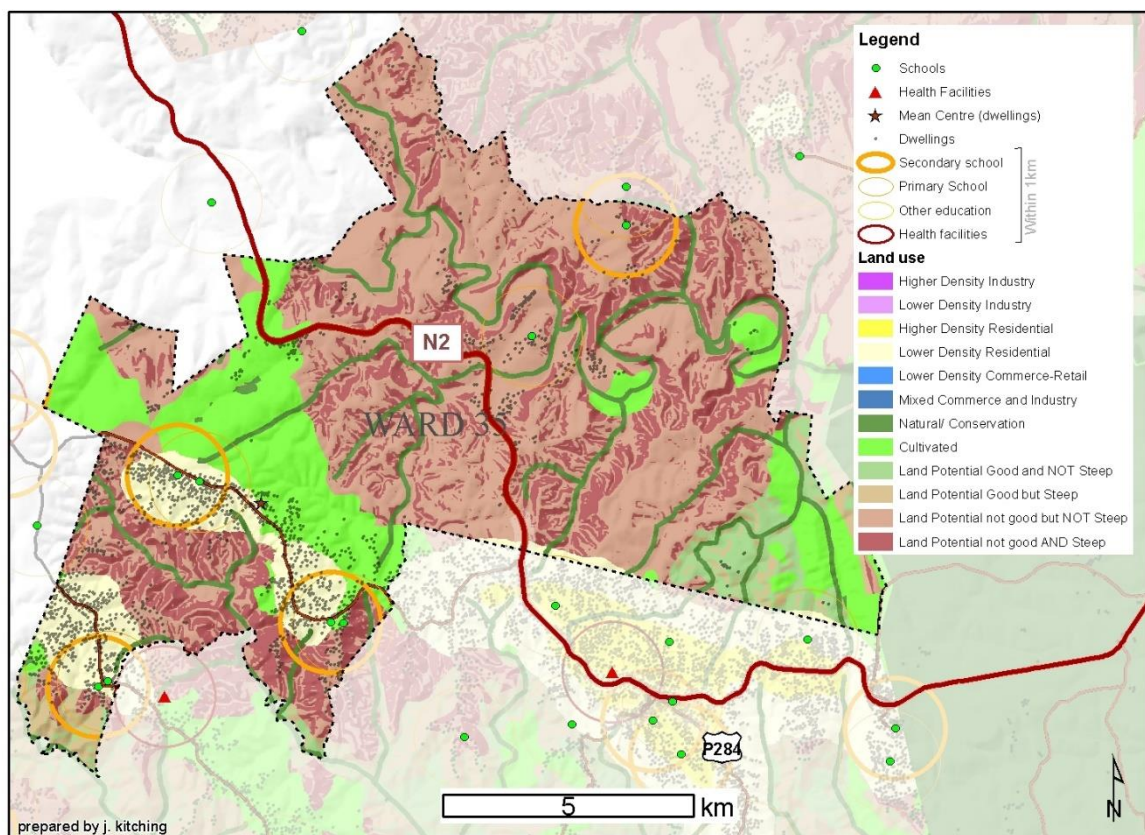 Legend
Schools
Health Facilities
Mean Centre (dwellings)
Dwellings
Secondary school
Primary School
Other education
Health facilities
Within 1km
Land use
Higher Density Industry
Lower Density Industry
Higher Density Residential
Lower Density Residential
Lower Density Commerce-Retail
Mixed Commerce and Industry
Natural/ Conservation
Cultivated
Land Potential Good and NOT Steep
Land Potential Good but Steep
Land Potential not good but NOT Steep
Land Potential not good AND Steep
N2
WARD 35
P284
5 km
N
prepared by j. kitching